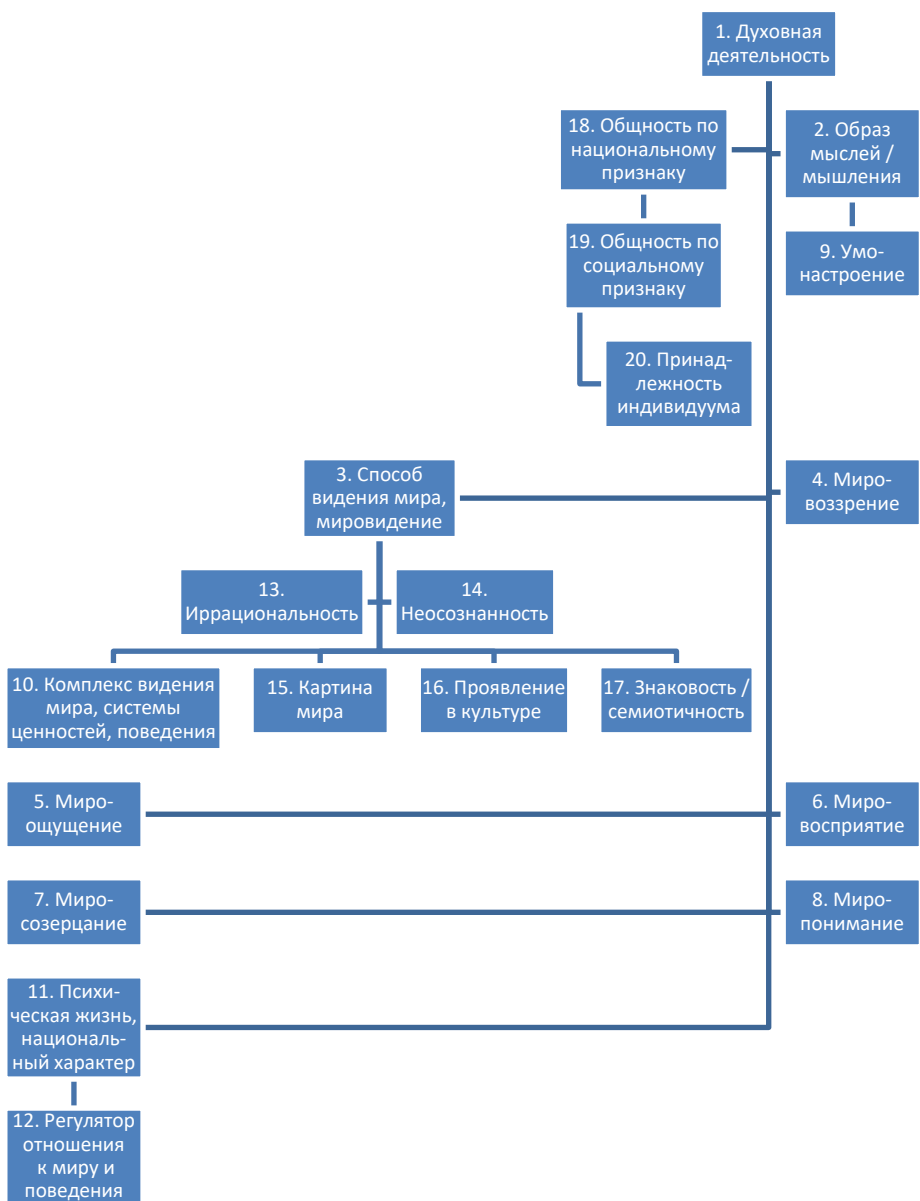 1. Духовная
деятельность
18. Общность по
национальному
признаку
2. Образ
мыслей /
мышления
19. Общность по
социальному
признаку
9. Умо-
настроение
20. Принад-
лежность
индивидуума
3. Способ
видения мира,
мировидение
4. Миро-
воззрение
13.
Иррациональность
14.
Неосознанность
10. Комплекс видения
мира, системы
ценностей, поведения
15. Картина
мира
16. Проявление
в культуре
17. Знаковость /
семиотичность
5. Миро-
ощущение
6. Миро-
восприятие
7. Миро-
созерцание
8. Миро-
понимание
11. Психи-
ческая жизнь,
националь-
ный характер
12. Регулятор
отношения
к миру и
поведения